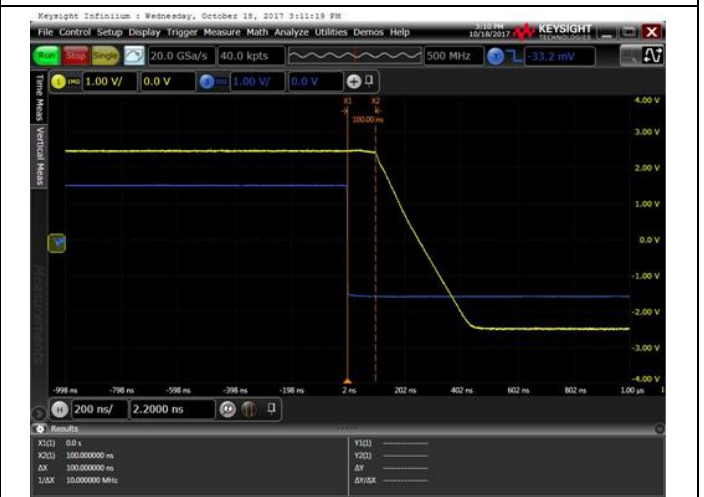 Keysight Infiniium : Wednesday, October 18, 2017 3:11:19 PM
File Control Setup Display Trigger Measure Math Analyze Utilities Demos Help
3:10 PM
10/18/2017
KEYSIGHT
TECHNOLOGIES
Run Stop Single 20.0 GSa/s 40.0 kpts 500 MHz -33.2 mV
1 1MΩ 1.00 V/ 0.0 V 1.00 V/ 0.0 V
Time Meas
Vertical Meas
Measurements
X1 X2
100.00 ns
4.00 V
3.00 V
2.00 V
1.00 V
0.0 V
-1.00 V
-2.00 V
-3.00 V
-4.00 V
-998 ns -798 ns -598 ns -398 ns -198 ns 2 ns 202 ns 402 ns 602 ns 802 ns 1.00 µs
H 200 ns/ 2.2000 ns
Results
X1(1) 0.0 s Y1(1)
X2(1) 100.000000 ns Y2(1)
ΔX 100.000000 ns ΔY
1/ΔX 10.000000 MHz ΔY/ΔX